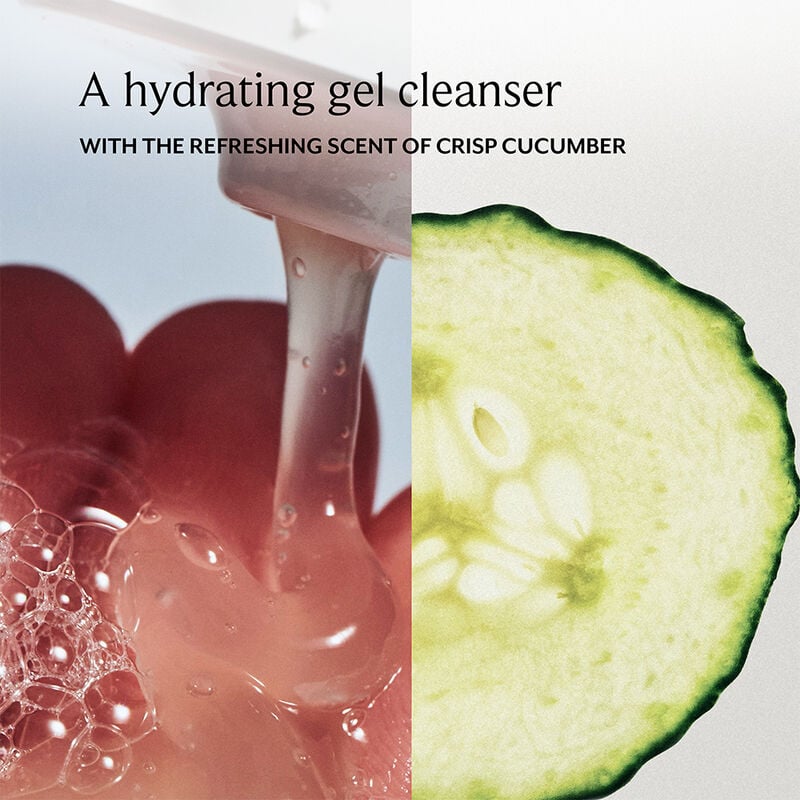 A hydrating gel cleanser
WITH THE REFRESHING SCENT OF CRISP CUCUMBER